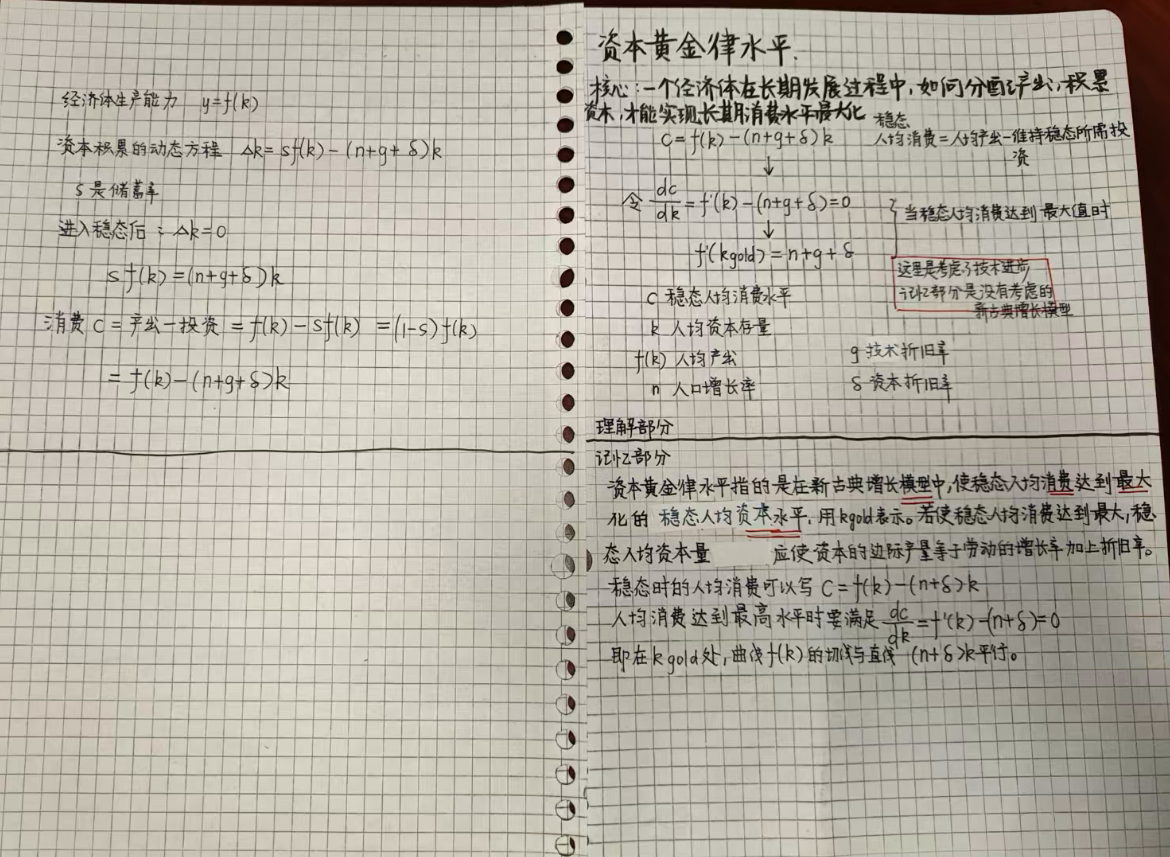 经济体生产能力 y=f(k)
资本积累的动态方程 Δk=sf(k)-(n+g+δ)k
s是储蓄率
进入稳态后：Δk=0
sf(k)=(n+g+δ)k
消费C=产出-投资=f(k)-sf(k)=(1-s)f(k)
=f(k)-(n+g+δ)k
资本黄金律水平.
核心：一个经济体在长期发展过程中,如何分配产出,积累
资本,才能实现长期消费水平最大化
稳态
C=f(k)-(n+g+δ)k 人均消费=人均产出-维持稳态所需投
资
↓
令 dc/dk=f'(k)-(n+g+δ)=0 当稳态人均消费达到最大值时
↓
f'(kgold)=n+g+δ
这里是考虑了技术进步
记忆部分是没有考虑的
新古典增长模型
C 稳态人均消费水平
k 人均资本存量
f(k) 人均产出 g 技术折旧率
n 人口增长率 δ 资本折旧率
理解部分
记忆部分
资本黄金律水平指的是在新古典增长模型中,使稳态人均消费达到最大
化的 稳态人均资本水平,用kgold表示。若使稳态人均消费达到最大,稳
态人均资本量 应使资本的边际产量等于劳动的增长率加上折旧率。
稳态时的人均消费可以写 C=f(k)-(n+δ)k
人均消费达到最高水平时要满足 dc/dk=f'(k)-(n+δ)=0
即在kgold处,曲线f(k)的切线与直线 (n+δ)k平行。